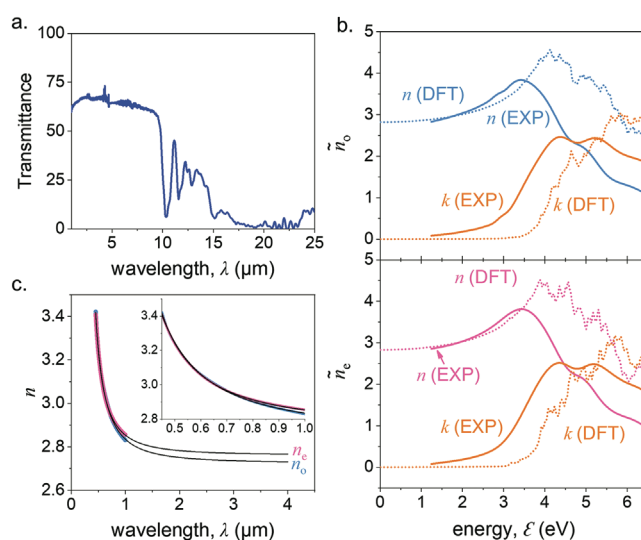 a.
100
75
50
25
0
Transmittance
5
10
15
20
25
wavelength, λ (µm)
b.
5
4
3
2
1
0
ño
n (DFT)
n (EXP)
k (EXP)
k (DFT)
5
4
3
2
1
0
ñe
n (DFT)
n (EXP)
k (EXP)
k (DFT)
0
1
2
3
4
5
6
energy, ℰ (eV)
c.
3.4
3.2
3.0
2.8
2.6
n
3.4
3.2
3.0
2.8
0.5
0.6
0.7
0.8
0.9
1.0
ne
no
0
1
2
3
4
wavelength, λ (µm)